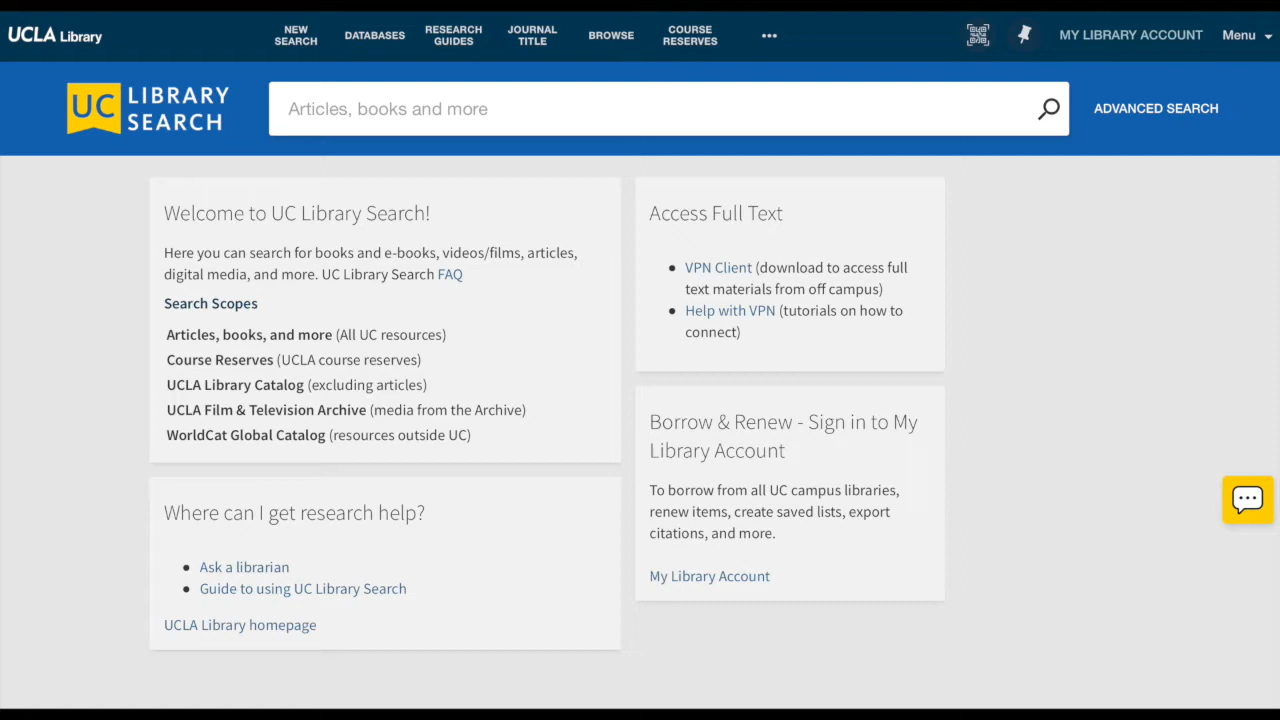 UCLA Library
NEW
SEARCH
DATABASES
RESEARCH
GUIDES
JOURNAL
TITLE
BROWSE
COURSE
RESERVES
•••
MY LIBRARY ACCOUNT
Menu
UC LIBRARY
SEARCH
Articles, books and more
ADVANCED SEARCH
Welcome to UC Library Search!
Here you can search for books and e-books, videos/films, articles,
digital media, and more. UC Library Search FAQ
Search Scopes
Articles, books, and more (All UC resources)
Course Reserves (UCLA course reserves)
UCLA Library Catalog (excluding articles)
UCLA Film & Television Archive (media from the Archive)
WorldCat Global Catalog (resources outside UC)
Where can I get research help?
• Ask a librarian
• Guide to using UC Library Search
UCLA Library homepage
Access Full Text
• VPN Client (download to access full
text materials from off campus)
• Help with VPN (tutorials on how to
connect)
Borrow & Renew - Sign in to My
Library Account
To borrow from all UC campus libraries,
renew items, create saved lists, export
citations, and more.
My Library Account